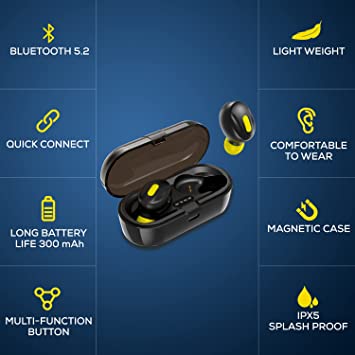 BLUETOOTH 5.2
LIGHT WEIGHT
QUICK CONNECT
COMFORTABLE
TO WEAR
LONG BATTERY
LIFE 300 mAh
MAGNETIC CASE
MULTI-FUNCTION
BUTTON
IPX5
SPLASH PROOF